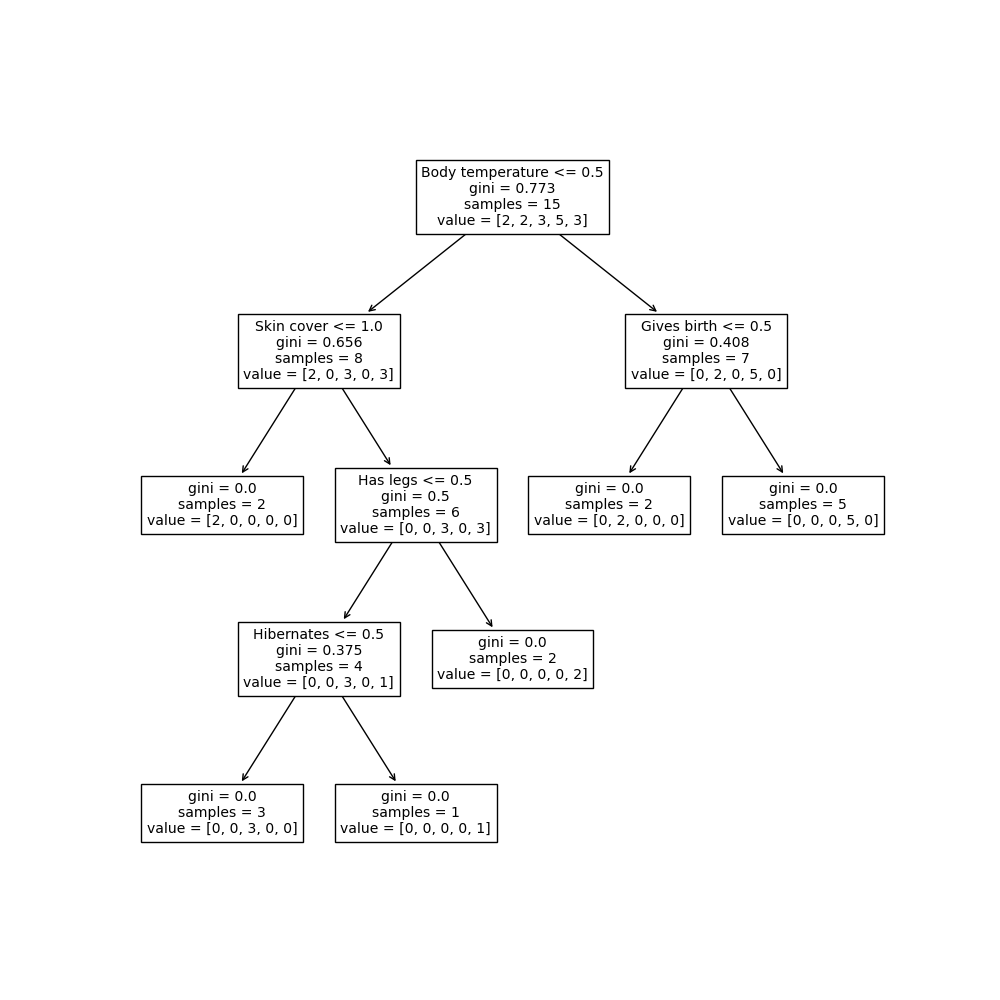 Body temperature <= 0.5
gini = 0.773
samples = 15
value = [2, 2, 3, 5, 3]
Skin cover <= 1.0
gini = 0.656
samples = 8
value = [2, 0, 3, 0, 3]
Gives birth <= 0.5
gini = 0.408
samples = 7
value = [0, 2, 0, 5, 0]
gini = 0.0
samples = 2
value = [2, 0, 0, 0, 0]
Has legs <= 0.5
gini = 0.5
samples = 6
value = [0, 0, 3, 0, 3]
gini = 0.0
samples = 2
value = [0, 2, 0, 0, 0]
gini = 0.0
samples = 5
value = [0, 0, 0, 5, 0]
Hibernates <= 0.5
gini = 0.375
samples = 4
value = [0, 0, 3, 0, 1]
gini = 0.0
samples = 2
value = [0, 0, 0, 0, 2]
gini = 0.0
samples = 3
value = [0, 0, 3, 0, 0]
gini = 0.0
samples = 1
value = [0, 0, 0, 0, 1]